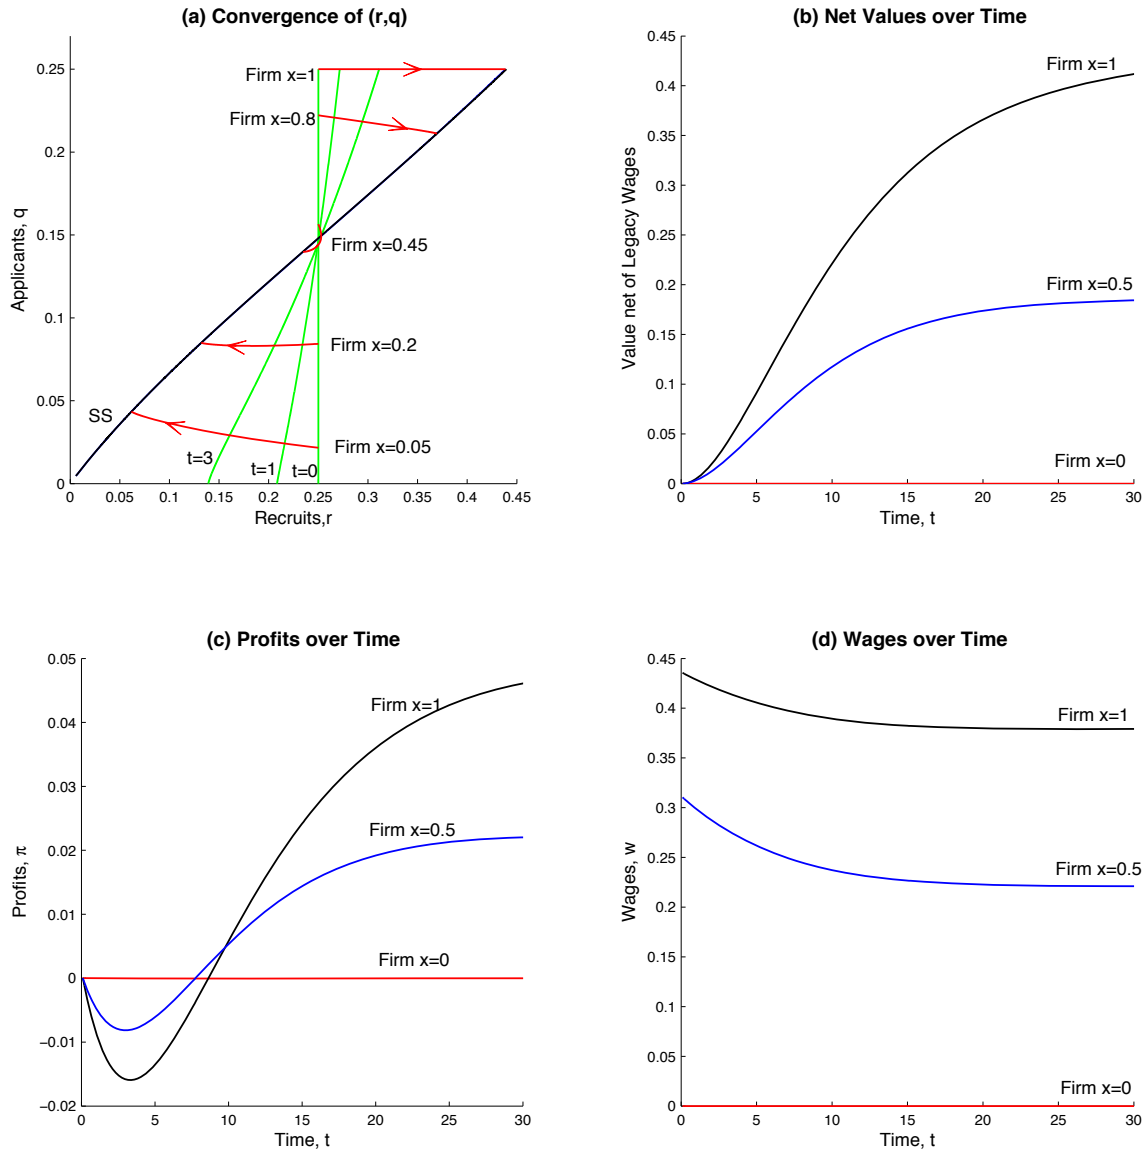 (a) Convergence of (r,q)
Applicants, q
0.25
0.2
0.15
0.1
0.05
0
Firm x=1
Firm x=0.8
Firm x=0.45
Firm x=0.2
Firm x=0.05
SS
t=3
t=1
t=0
0
0.05
0.1
0.15
0.2
0.25
0.3
0.35
0.4
0.45
Recruits,r
(b) Net Values over Time
Value net of Legacy Wages
0.45
0.4
0.35
0.3
0.25
0.2
0.15
0.1
0.05
0
Firm x=1
Firm x=0.5
Firm x=0
0
5
10
15
20
25
30
Time, t
(c) Profits over Time
Profits, π
0.05
0.04
0.03
0.02
0.01
0
−0.01
−0.02
Firm x=1
Firm x=0.5
Firm x=0
0
5
10
15
20
25
30
Time, t
(d) Wages over Time
Wages, w
0.45
0.4
0.35
0.3
0.25
0.2
0.15
0.1
0.05
0
Firm x=1
Firm x=0.5
Firm x=0
0
5
10
15
20
25
30
Time, t